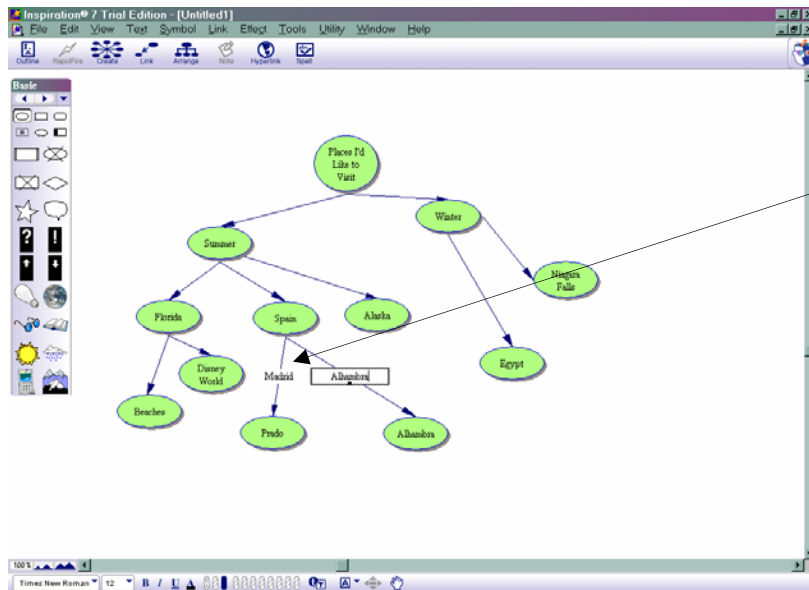 Inspiration® 7 Trial Edition - [Untitled1]
File Edit View Text Symbol Link Effect Tools Utility Window Help
Outline RapidFire Create Link Arrange Note Hyperlink Spell
Basic
Places I'd
Like to
Visit
Winter
Summer
Niagara
Falls
Florida
Spain
Alaska
Egypt
Disney
World
Madrid
Alhambra
Beaches
Prado
Alhambra
100%
Times New Roman 12 B I U A